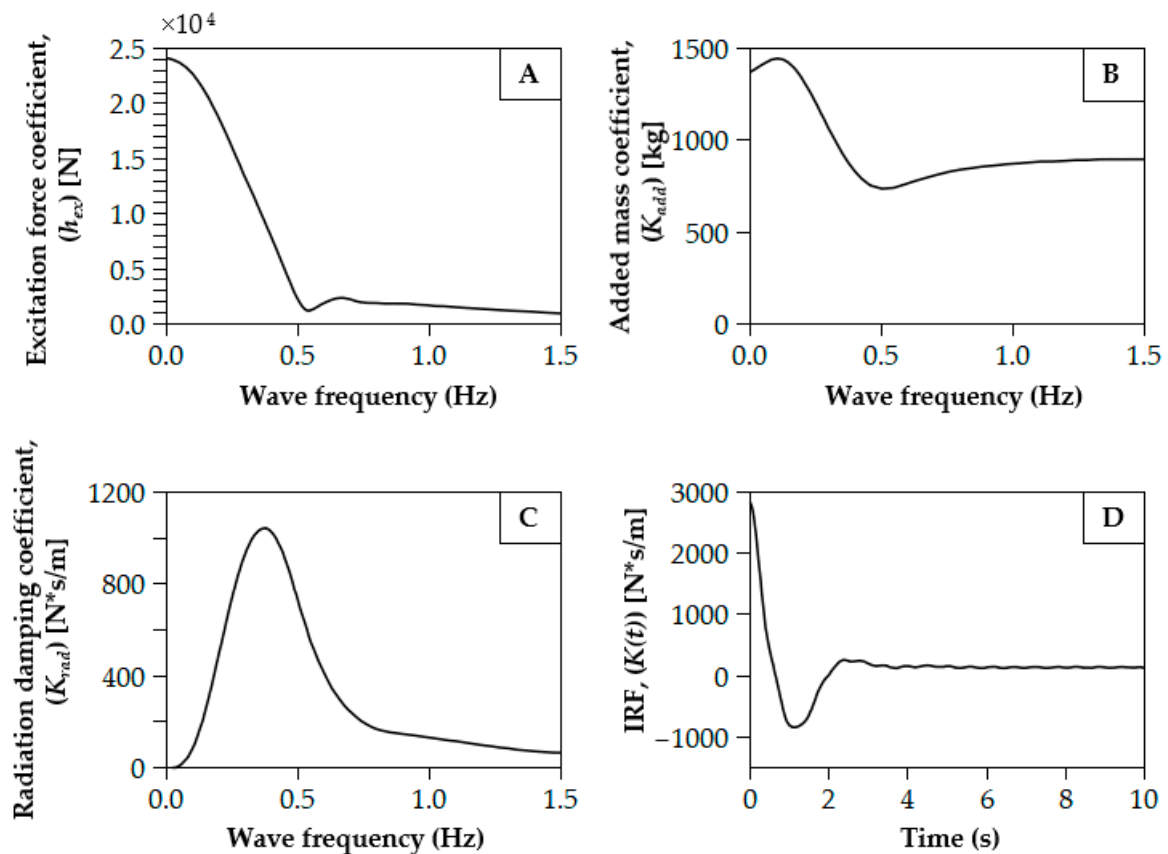 ×10⁴
Excitation force coefficient,
(h_ex) [N]
2.5
2.0
1.5
1.0
0.5
0.0
A
0.0 0.5 1.0 1.5
Wave frequency (Hz)
Added mass coefficient,
(K_add) [kg]
1500
1000
500
0
B
0.0 0.5 1.0 1.5
Wave frequency (Hz)
Radiation damping coefficient,
(K_rad) [N*s/m]
1200
800
400
0
C
0.0 0.5 1.0 1.5
Wave frequency (Hz)
IRF, (K(t)) [N*s/m]
3000
2000
1000
0
−1000
D
0 2 4 6 8 10
Time (s)